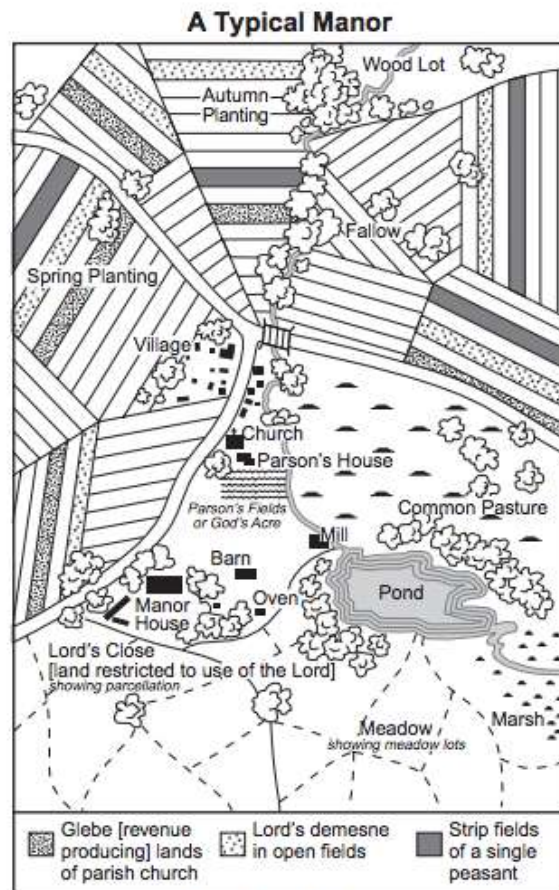 A Typical Manor
Wood Lot
Autumn
Planting
Fallow
Spring Planting
Village
Church
Parson's House
Parson's Fields
or God's Acre
Common Pasture
Mill
Barn
Oven
Pond
Manor
House
Lord's Close
[land restricted to use of the Lord]
showing parcellation
Meadow
showing meadow lots
Marsh
Glebe [revenue
producing] lands
of parish church
Lord's demesne
in open fields
Strip fields
of a single
peasant